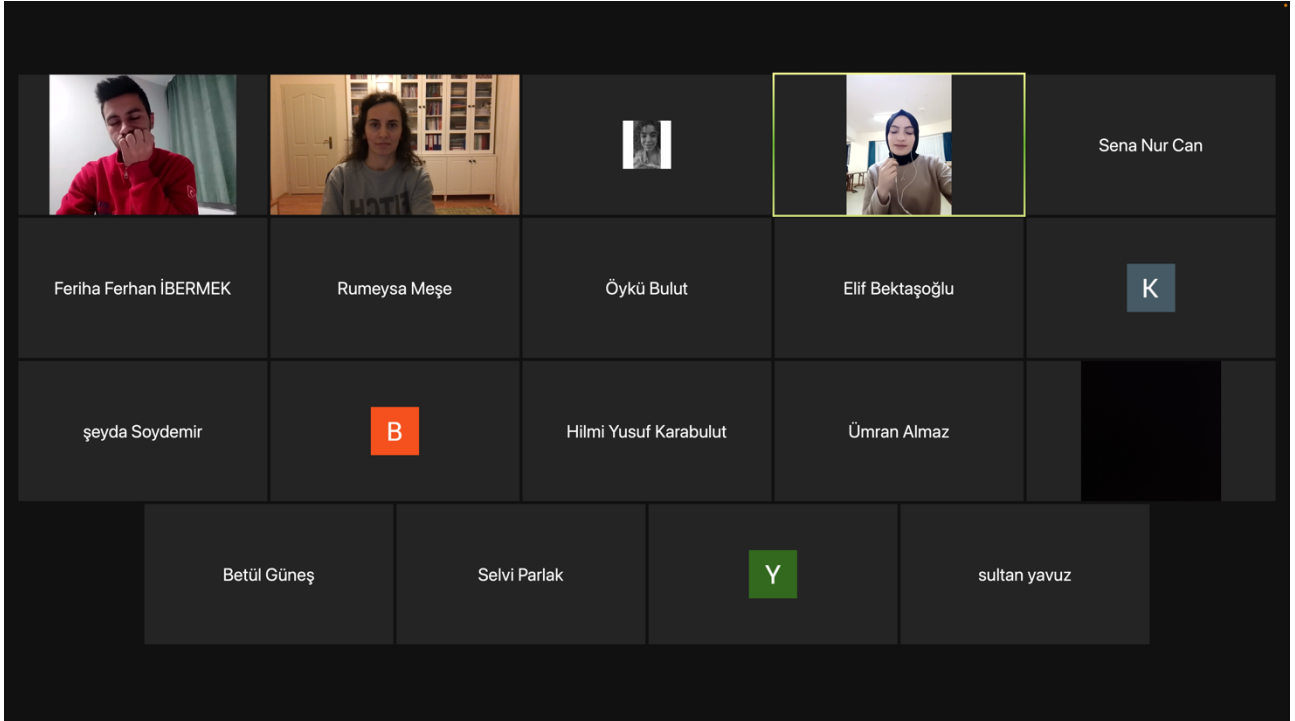 Sena Nur Can
Feriha Ferhan İBERMEK
Rumeysa Meşe
Öykü Bulut
Elif Bektaşoğlu
K
şeyda Soydemir
B
Hilmi Yusuf Karabulut
Ümran Almaz
Betül Güneş
Selvi Parlak
Y
sultan yavuz